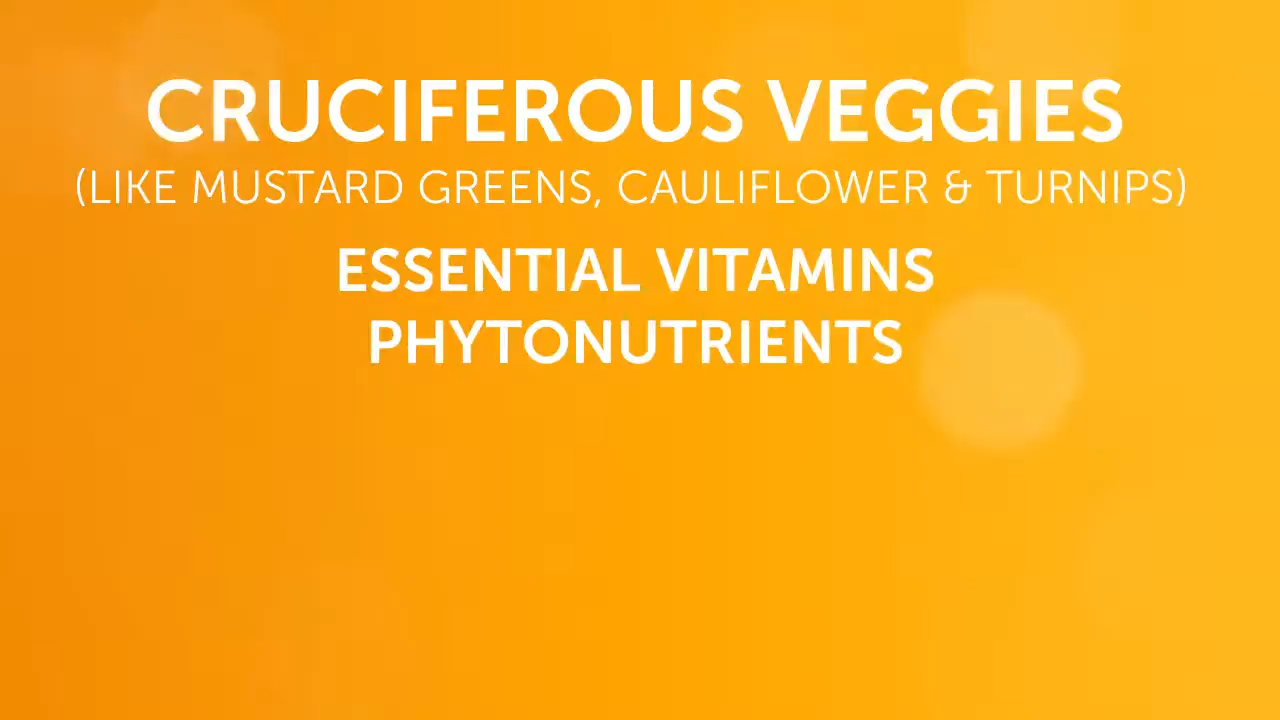 CRUCIFEROUS VEGGIES
(LIKE MUSTARD GREENS, CAULIFLOWER & TURNIPS)
ESSENTIAL VITAMINS
PHYTONUTRIENTS